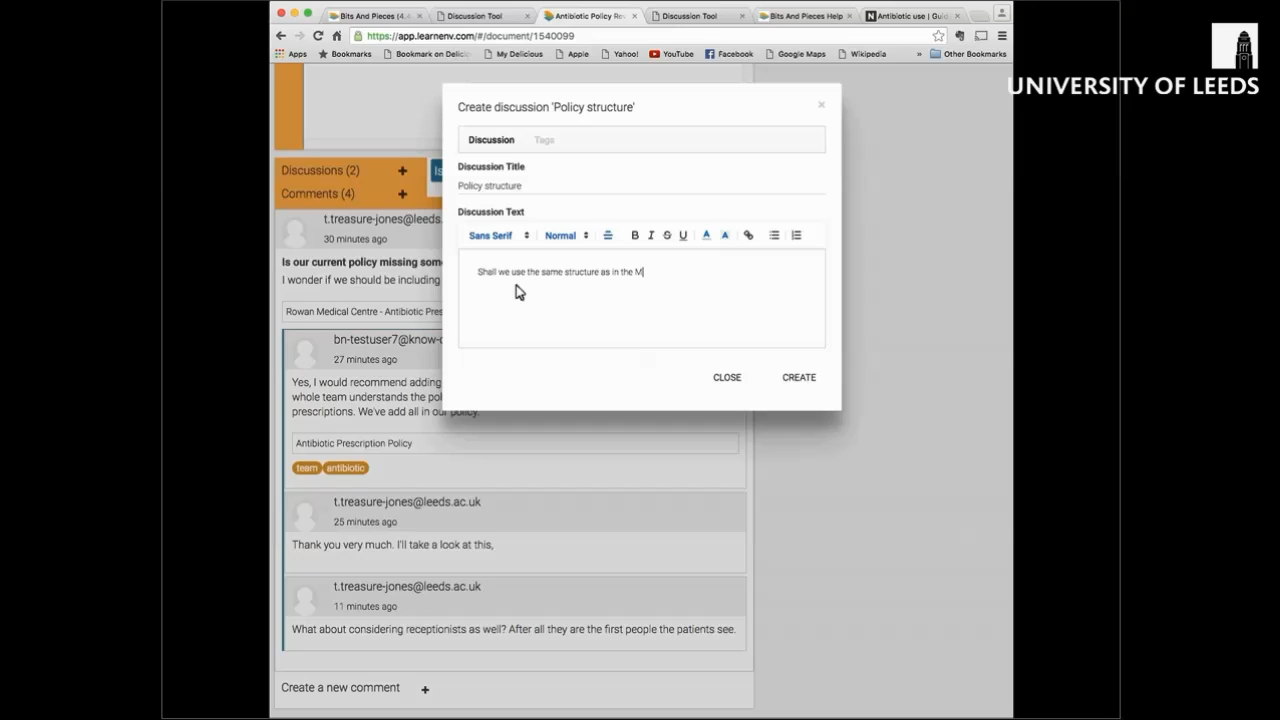 Bits And Pieces (4.
Discussion Tool
Antibiotic Policy Re
Discussion Tool
Bits And Pieces Help
Antibiotic use | Gui
https://app.learnenv.com/#/document/1540099
Apps
Bookmarks
Bookmark on Delici
My Delicious
Apple
Yahoo!
YouTube
Facebook
Google Maps
Wikipedia
»
Other Bookmarks
UNIVERSITY OF LEEDS
Create discussion 'Policy structure'
Discussion
Tags
Discussion Title
Policy structure
Discussion Text
Sans Serif
Normal
B I S U A A
Shall we use the same structure as in the M
CLOSE
CREATE
Discussions (2) +
Is
Comments (4) +
t.treasure-jones@leeds.
30 minutes ago
Is our current policy missing som
I wonder if we should be including
Rowan Medical Centre - Antibiotic Pres
bn-testuser7@know-c
27 minutes ago
Yes, I would recommend adding
whole team understands the pol
prescriptions. We've add all in our policy.
Antibiotic Prescription Policy
team
antibiotic
t.treasure-jones@leeds.ac.uk
25 minutes ago
Thank you very much. I'll take a look at this,
t.treasure-jones@leeds.ac.uk
11 minutes ago
What about considering receptionists as well? After all they are the first people the patients see.
Create a new comment +